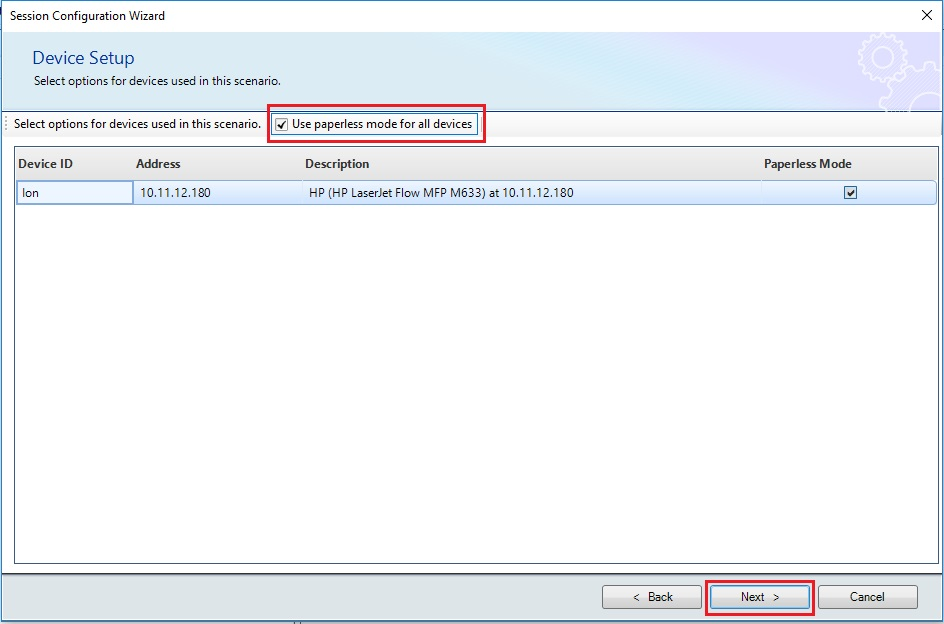 Session Configuration Wizard
Device Setup
Select options for devices used in this scenario.
Select options for devices used in this scenario. Use paperless mode for all devices
Device ID Address Description Paperless Mode
Ion 10.11.12.180 HP (HP LaserJet Flow MFP M633) at 10.11.12.180
< Back Next > Cancel